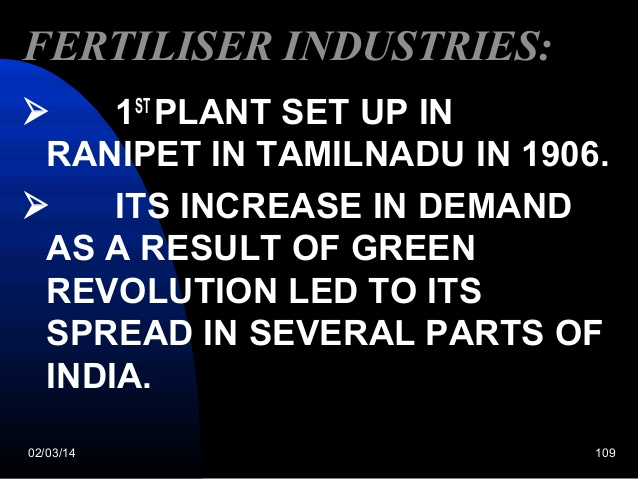 FERTILISER INDUSTRIES:
➢ 1ST PLANT SET UP IN
RANIPET IN TAMILNADU IN 1906.
➢ ITS INCREASE IN DEMAND
AS A RESULT OF GREEN
REVOLUTION LED TO ITS
SPREAD IN SEVERAL PARTS OF
INDIA.
02/03/14 109